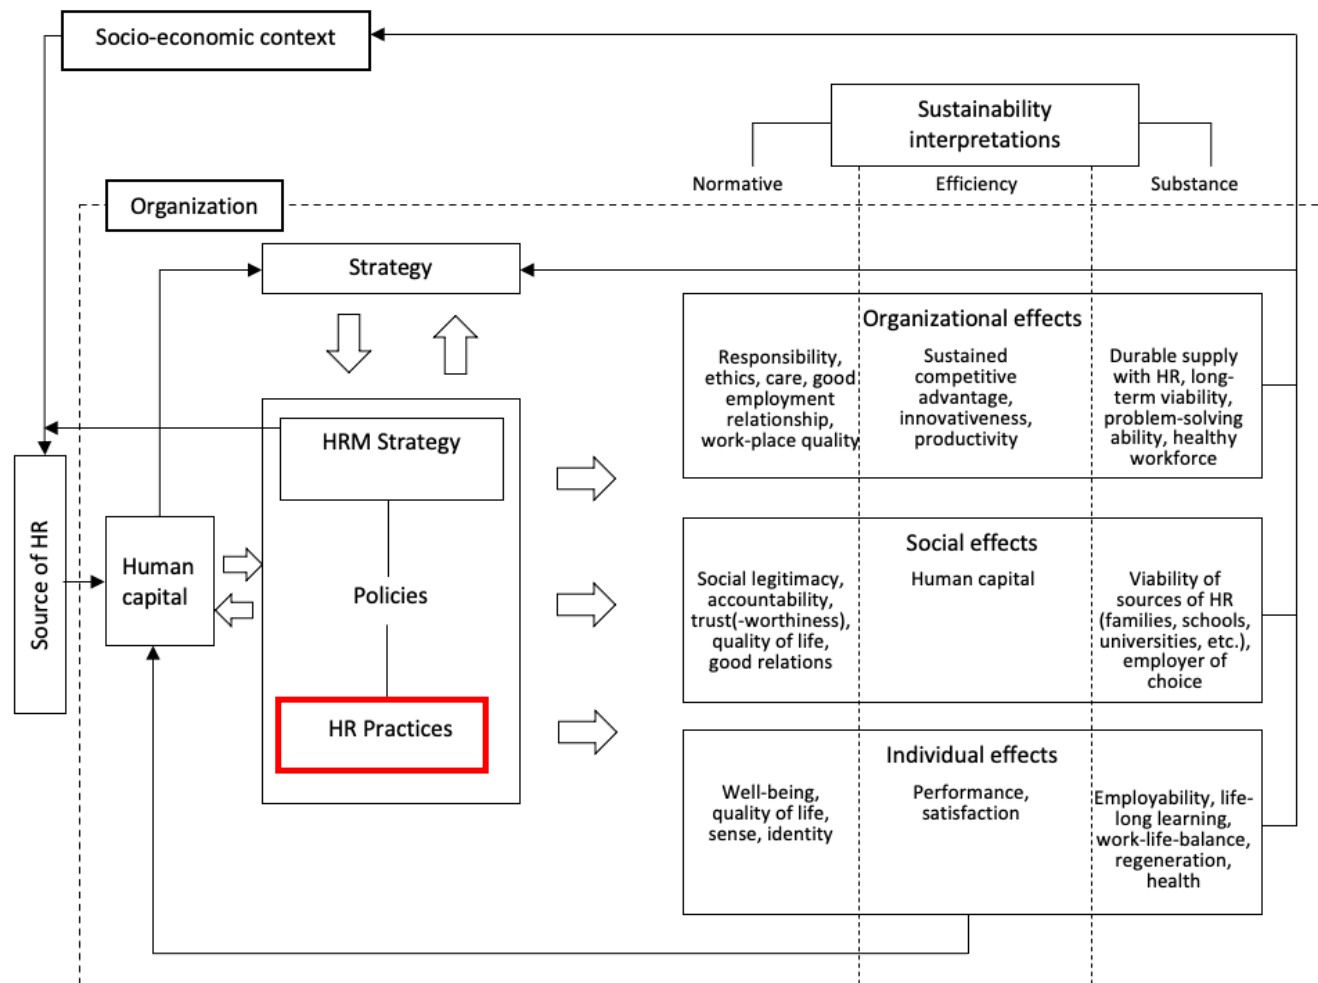 Socio-economic context
Sustainability
interpretations
Normative
Efficiency
Substance
Organization
Strategy
Organizational effects
Responsibility,
ethics, care, good
employment
relationship,
work-place quality
Sustained
competitive
advantage,
innovativeness,
productivity
Durable supply
with HR, long-
term viability,
problem-solving
ability, healthy
workforce
HRM Strategy
Source of HR
Human
capital
Policies
HR Practices
Social effects
Social legitimacy,
accountability,
trust(-worthiness),
quality of life,
good relations
Human capital
Viability of
sources of HR
(families, schools,
universities, etc.),
employer of
choice
Individual effects
Well-being,
quality of life,
sense, identity
Performance,
satisfaction
Employability, life-
long learning,
work-life-balance,
regeneration,
health